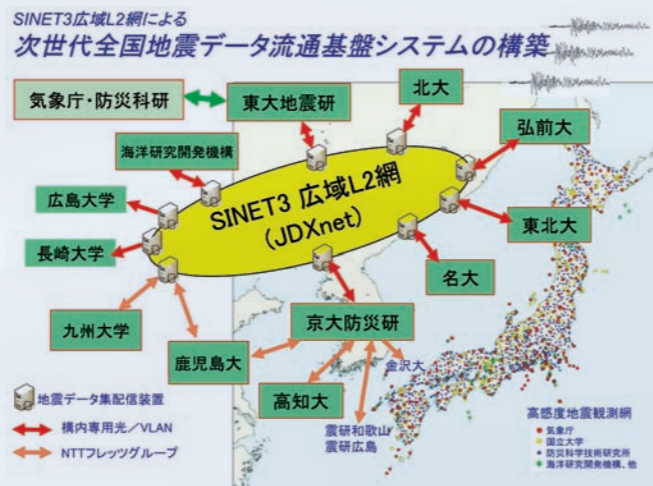 SINET3広域L2網による
次世代全国地震データ流通基盤システムの構築
気象庁・防災科研
東大地震研
北大
弘前大
海洋研究開発機構
広島大学
SINET3 広域L2網
(JDXnet)
東北大
長崎大学
名大
九州大学
京大防災研
鹿児島大
金沢大
高知大
地震データ集配信装置
構内専用光/VLAN
NTTフレッツグループ
震研和歌山
震研広島
高感度地震観測網
気象庁
国立大学
防災科学技術研究所
海洋研究開発機構、他